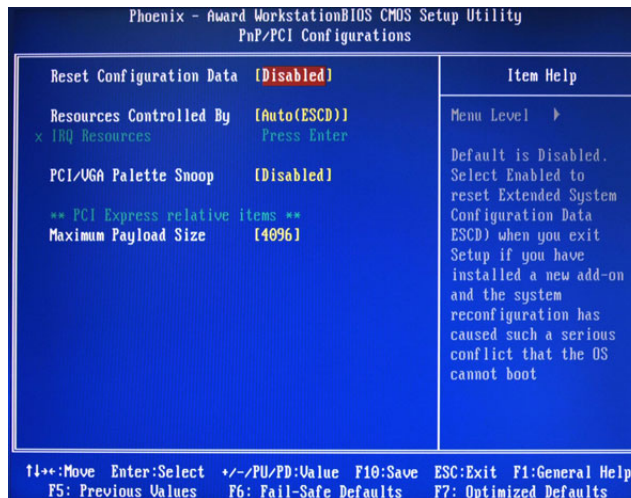 Phoenix - Award WorkstationBIOS CMOS Setup Utility
PnP/PCI Configurations
Reset Configuration Data [Disabled]
Resources Controlled By [Auto(ESCD)]
x IRQ Resources Press Enter
PCI/VGA Palette Snoop [Disabled]
** PCI Express relative items **
Maximum Payload Size [4096]
Item Help
Menu Level
Default is Disabled.
Select Enabled to
reset Extended System
Configuration Data
ESCD) when you exit
Setup if you have
installed a new add-on
and the system
reconfiguration has
caused such a serious
conflict that the OS
cannot boot
↑↓→←:Move Enter:Select +/-/PU/PD:Value F10:Save ESC:Exit F1:General Help
F5: Previous Values F6: Fail-Safe Defaults F7: Optimized Defaults